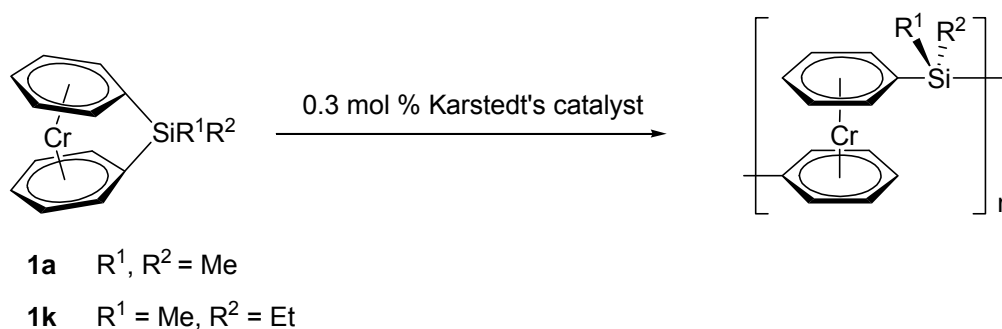 R¹ R²
Si
Cr
SiR¹R²
0.3 mol % Karstedt's catalyst
Cr
n
1a R¹, R² = Me
1k R¹ = Me, R² = Et